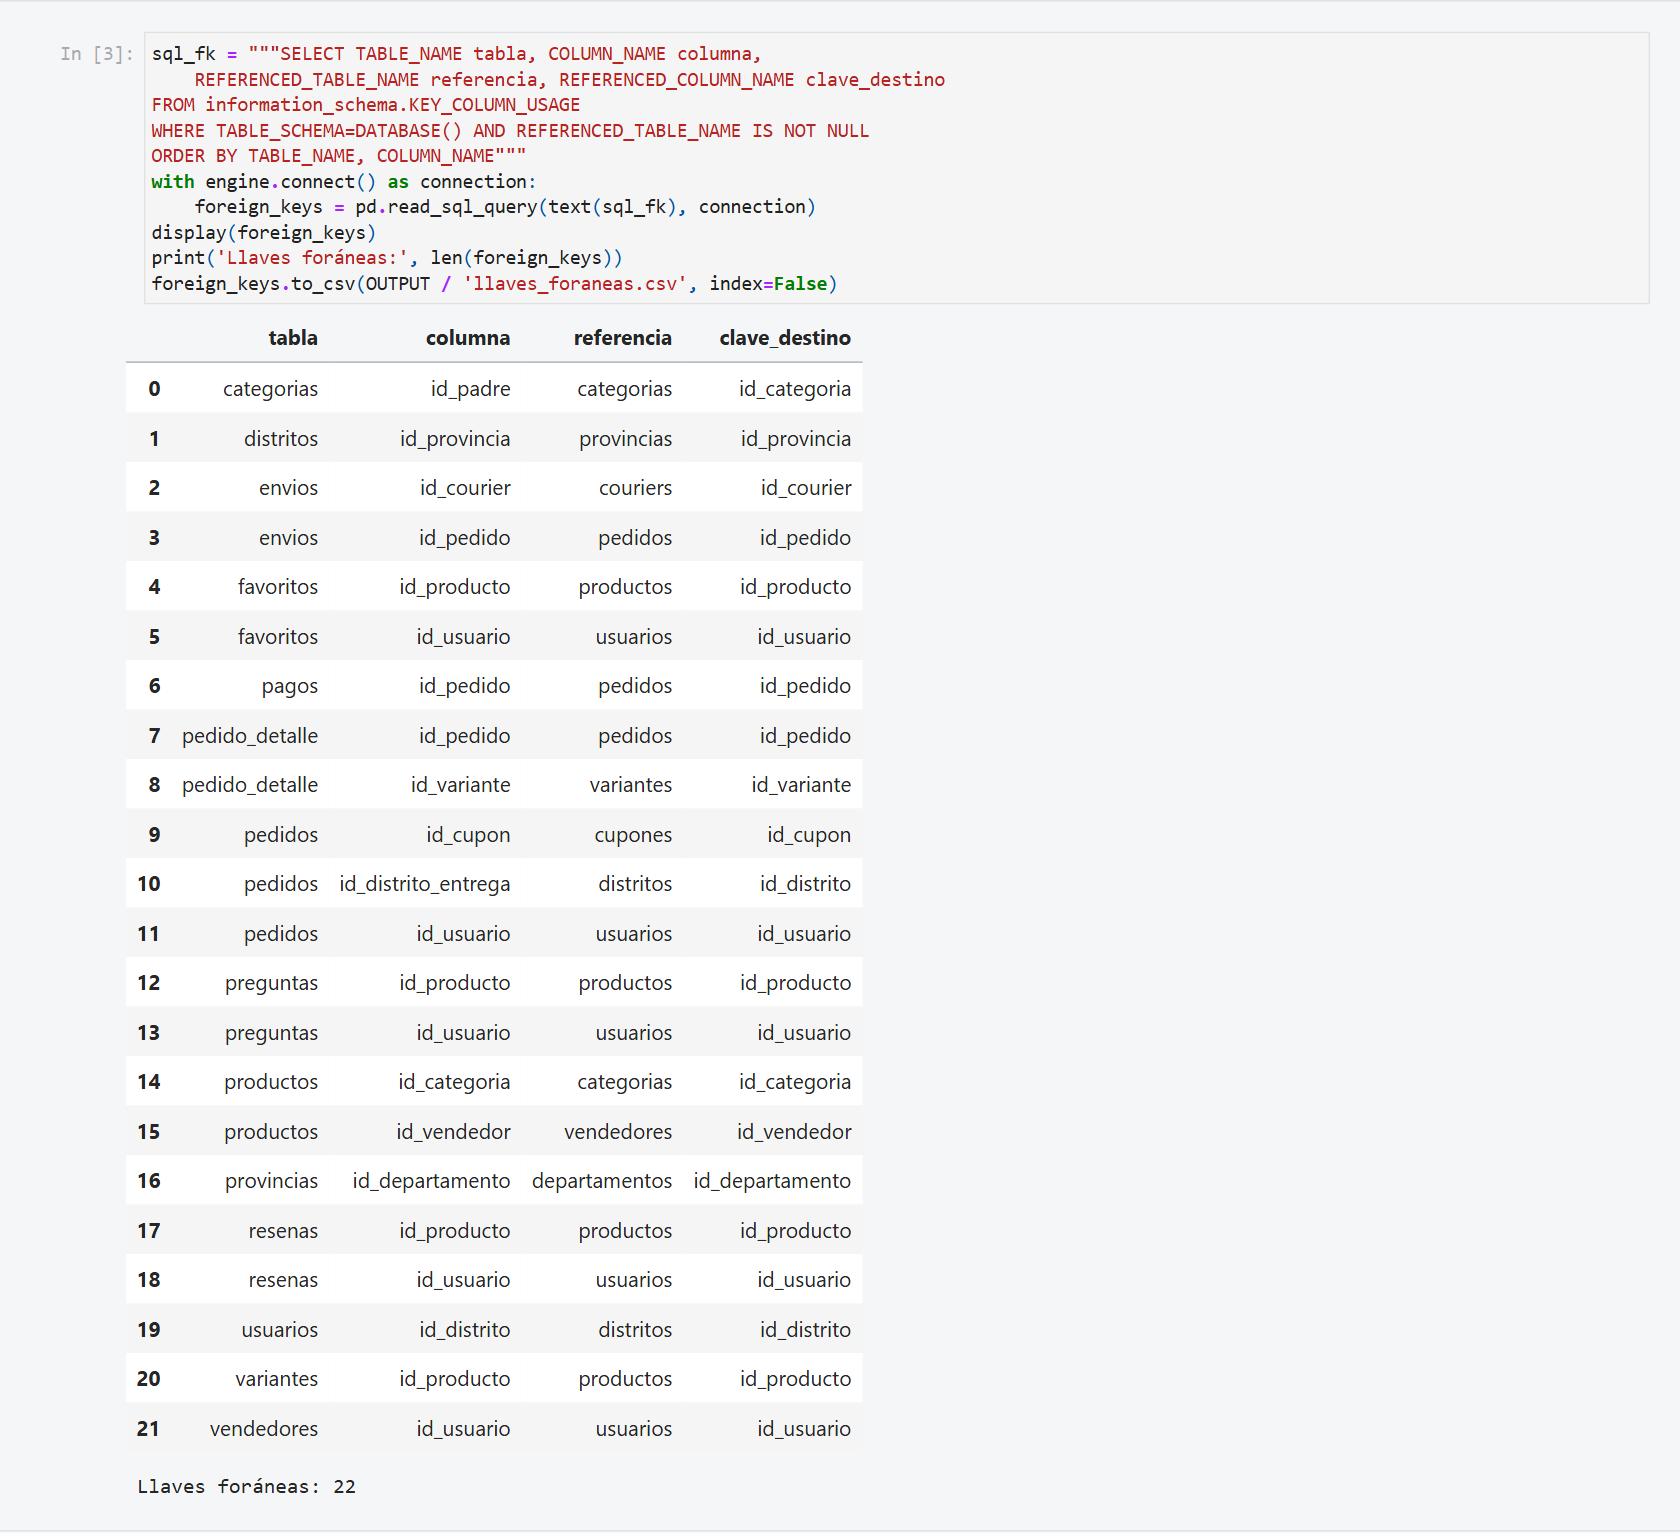 In [3]:
sql_fk = """SELECT TABLE_NAME tabla, COLUMN_NAME columna,
    REFERENCED_TABLE_NAME referencia, REFERENCED_COLUMN_NAME clave_destino
FROM information_schema.KEY_COLUMN_USAGE
WHERE TABLE_SCHEMA=DATABASE() AND REFERENCED_TABLE_NAME IS NOT NULL
ORDER BY TABLE_NAME, COLUMN_NAME"""
with engine.connect() as connection:
    foreign_keys = pd.read_sql_query(text(sql_fk), connection)
display(foreign_keys)
print('Llaves foráneas:', len(foreign_keys))
foreign_keys.to_csv(OUTPUT / 'llaves_foraneas.csv', index=False)
tabla columna referencia clave_destino
0 categorias id_padre categorias id_categoria
1 distritos id_provincia provincias id_provincia
2 envios id_courier couriers id_courier
3 envios id_pedido pedidos id_pedido
4 favoritos id_producto productos id_producto
5 favoritos id_usuario usuarios id_usuario
6 pagos id_pedido pedidos id_pedido
7 pedido_detalle id_pedido pedidos id_pedido
8 pedido_detalle id_variante variantes id_variante
9 pedidos id_cupon cupones id_cupon
10 pedidos id_distrito_entrega distritos id_distrito
11 pedidos id_usuario usuarios id_usuario
12 preguntas id_producto productos id_producto
13 preguntas id_usuario usuarios id_usuario
14 productos id_categoria categorias id_categoria
15 productos id_vendedor vendedores id_vendedor
16 provincias id_departamento departamentos id_departamento
17 resenas id_producto productos id_producto
18 resenas id_usuario usuarios id_usuario
19 usuarios id_distrito distritos id_distrito
20 variantes id_producto productos id_producto
21 vendedores id_usuario usuarios id_usuario
Llaves foráneas: 22